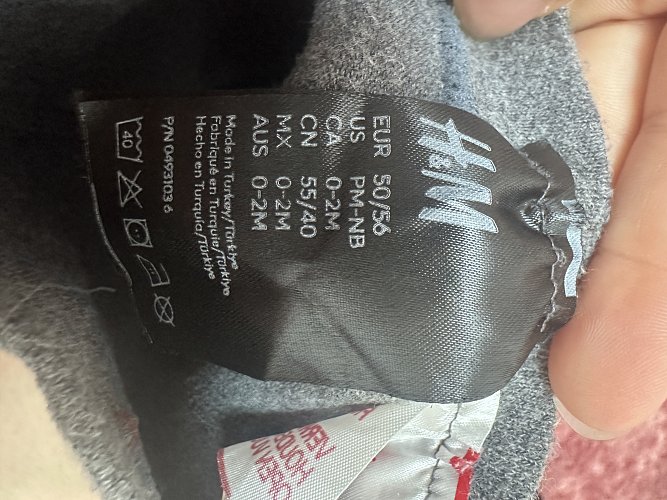 H&M
EUR 50/56
US PM-NB
CA 0-2M
CN 55/40
MX 0-2M
AUS 0-2M
Made in Turkey/Türkiye
Fabriqué en Turquie/Türkiye
Hecho en Turquía/Türkiye
P/N 0493103 6
40